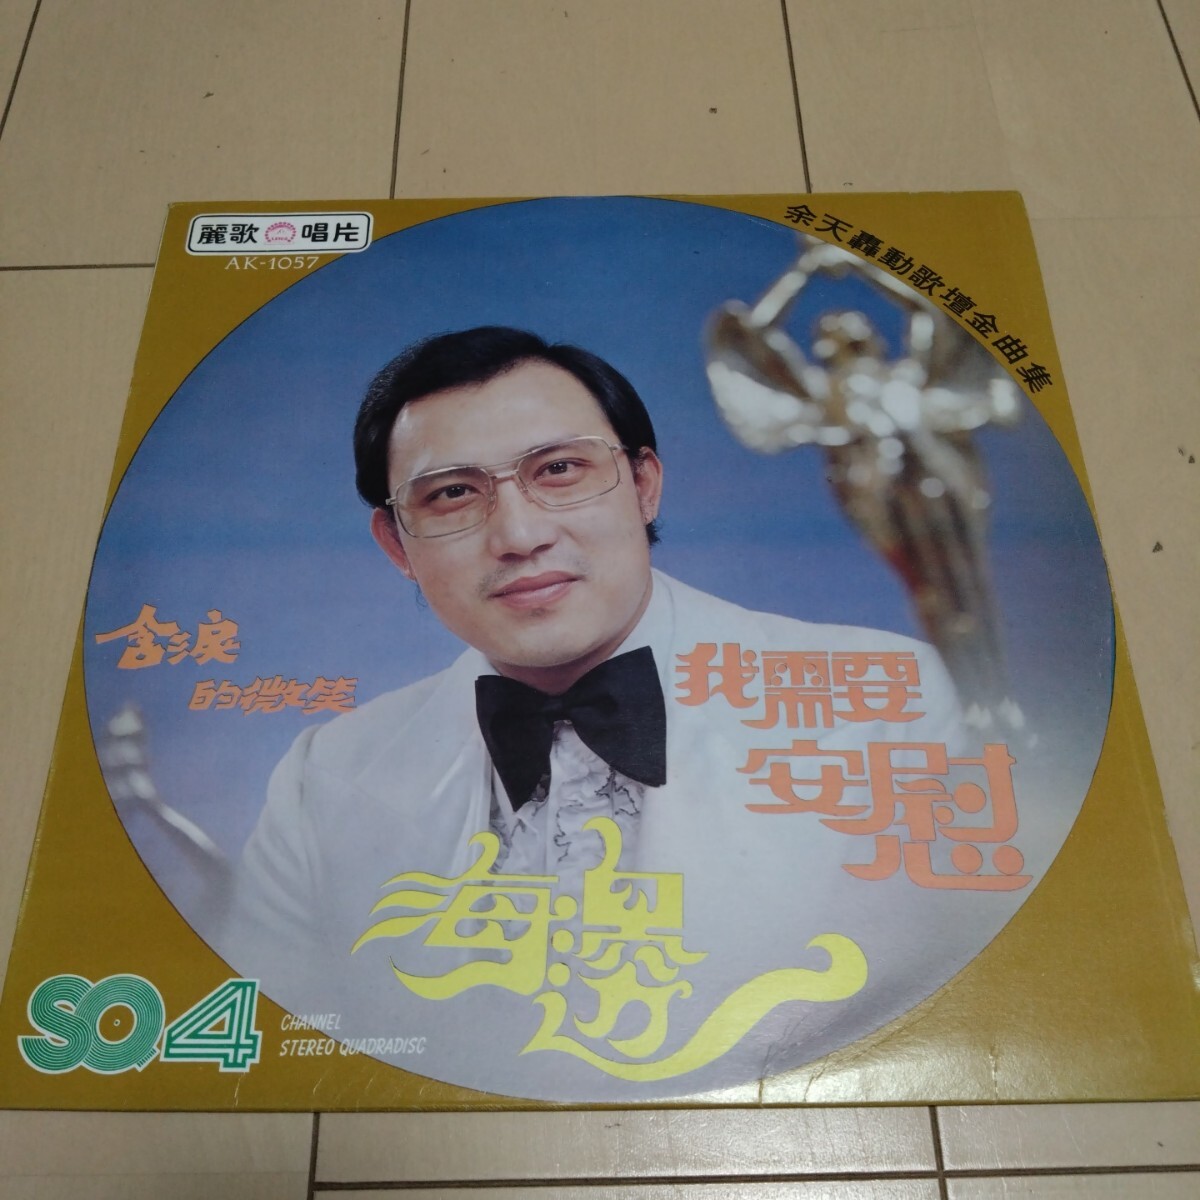 麗歌唱片
AK-1057
余天轟動歌壇金曲集
含淚
的微笑
我需要
安慰
海邊
SQ4
CHANNEL
STEREO QUADRADISC